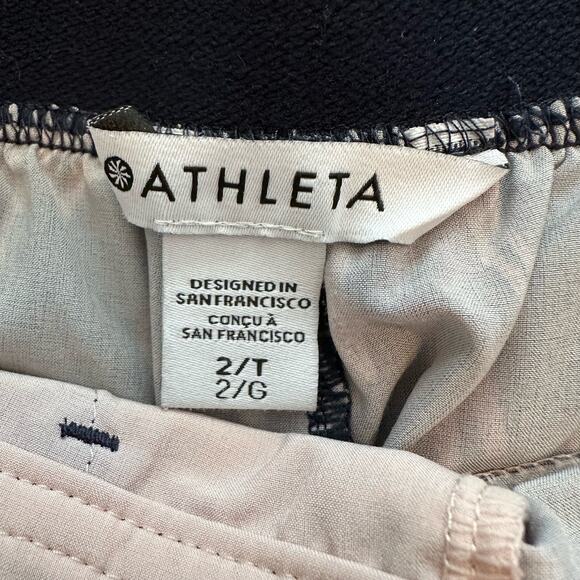 ATHLETA
DESIGNED IN
SAN FRANCISCO
CONÇU À
SAN FRANCISCO
2/T
2/G